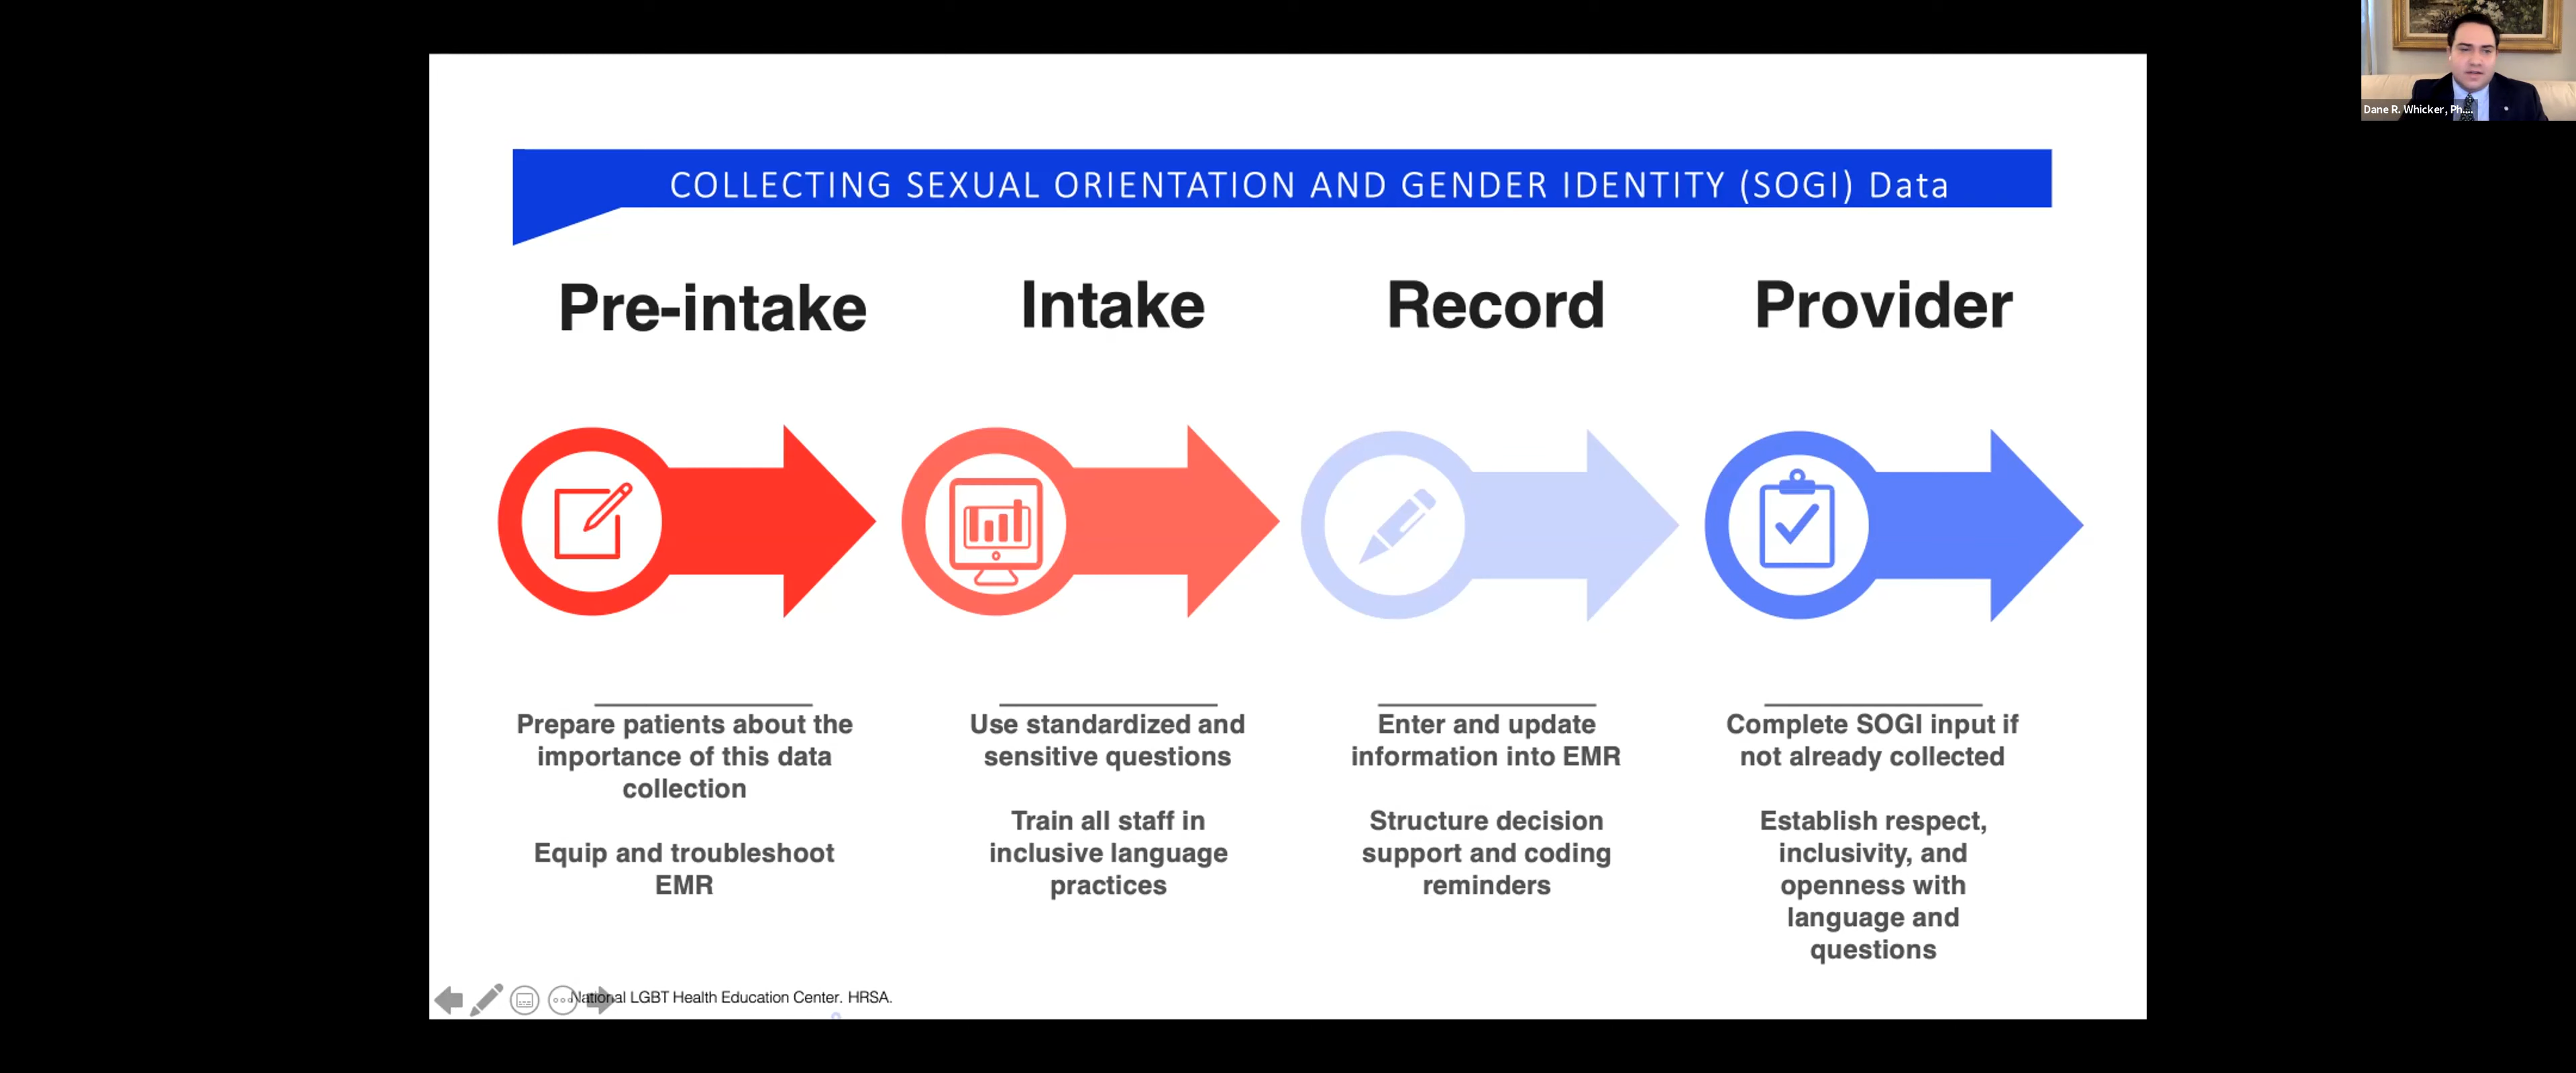 COLLECTING SEXUAL ORIENTATION AND GENDER IDENTITY (SOGI) Data
Pre-intake
Intake
Record
Provider
Prepare patients about the
importance of this data
collection
Equip and troubleshoot
EMR
Use standardized and
sensitive questions
Train all staff in
inclusive language
practices
Enter and update
information into EMR
Structure decision
support and coding
reminders
Complete SOGI input if
not already collected
Establish respect,
inclusivity, and
openness with
language and
questions
National LGBT Health Education Center. HRSA.
Dane R. Whicker, Ph....